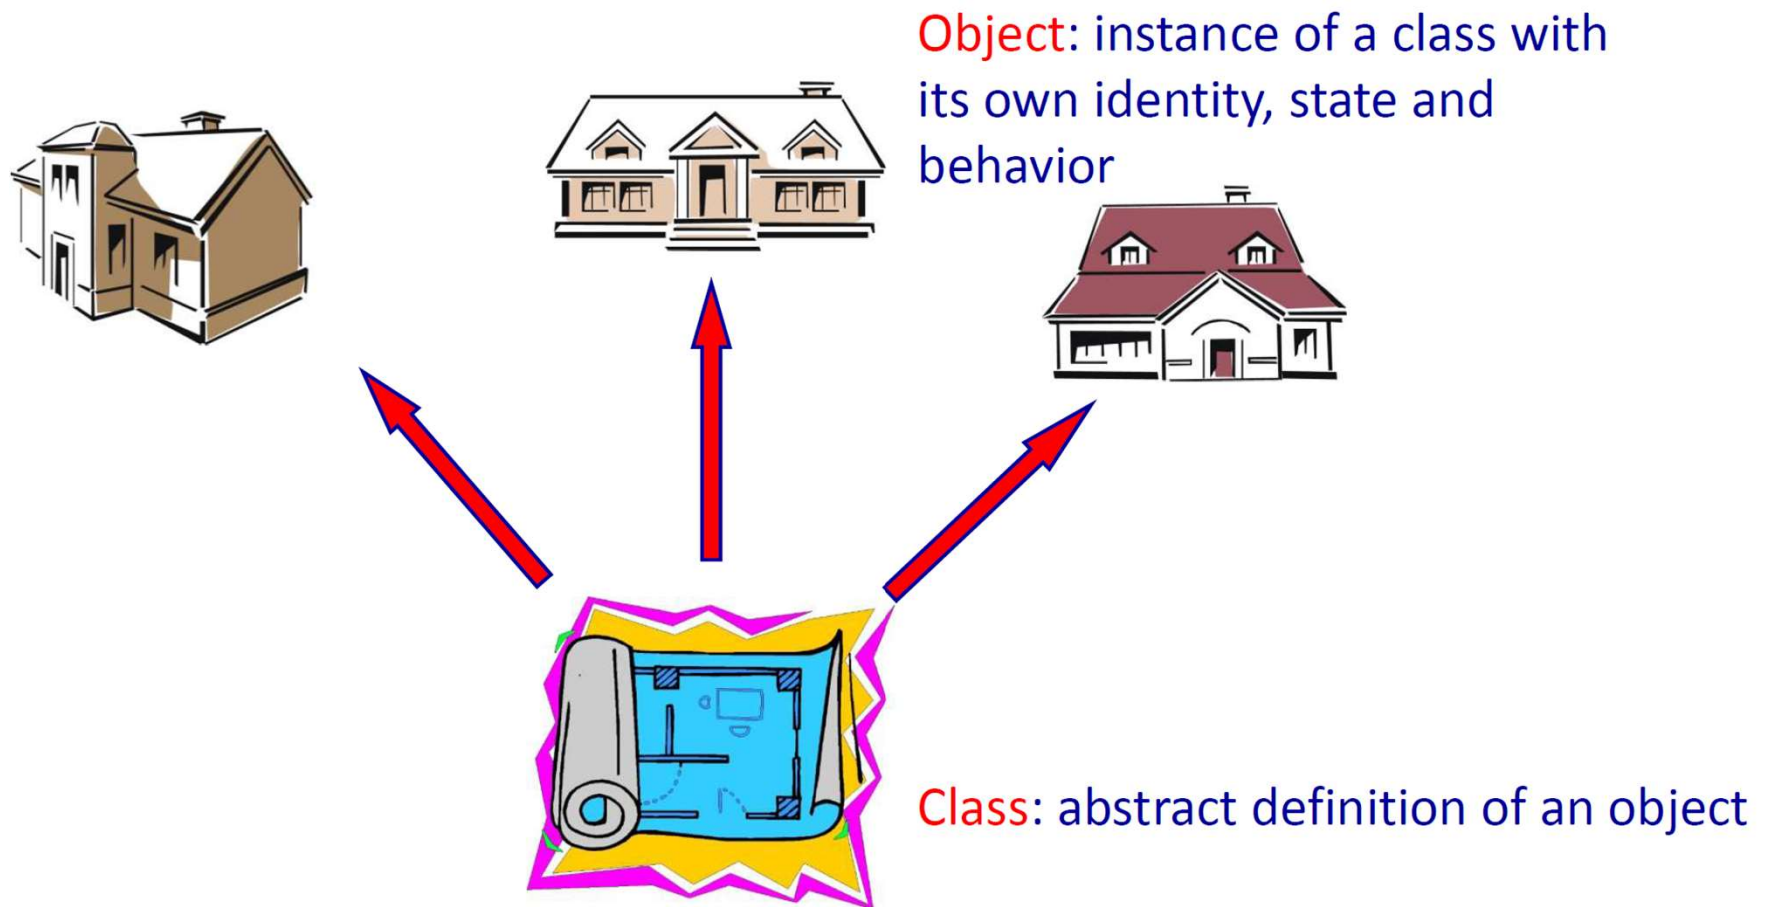 Object: instance of a class with
its own identity, state and
behavior
Class: abstract definition of an object